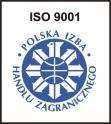 ISO 9001
POLSKA IZBA
HANDLU ZAGRANICZNEGO